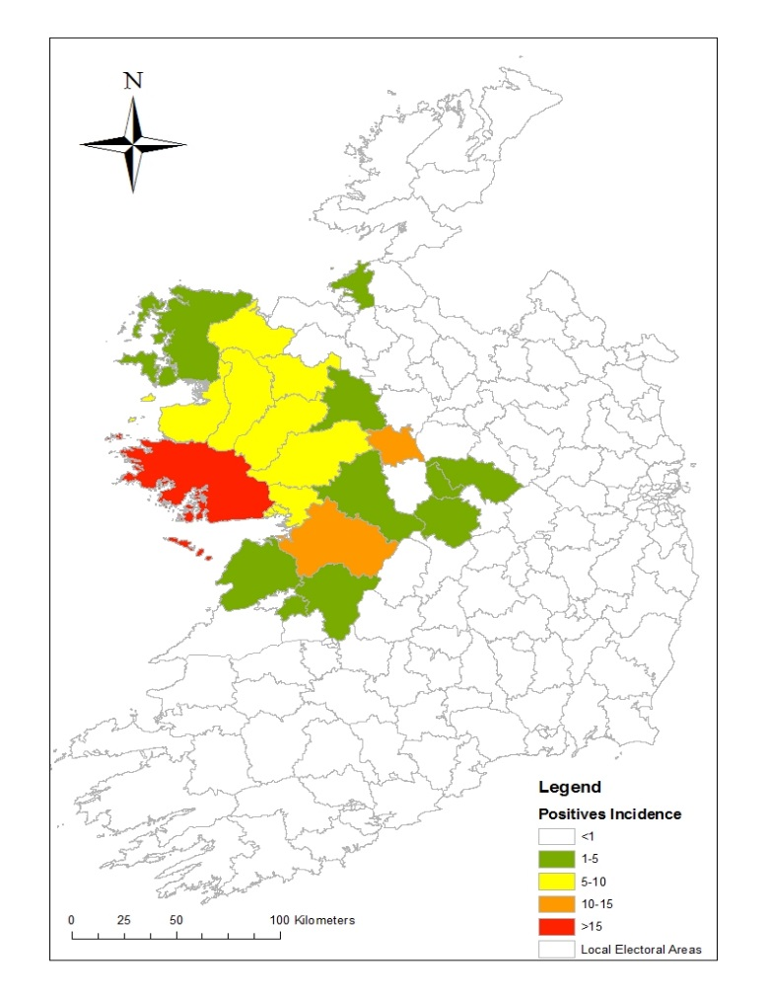 N
Legend
Positives Incidence
<1
1-5
5-10
10-15
>15
Local Electoral Areas
0 25 50 100 Kilometers